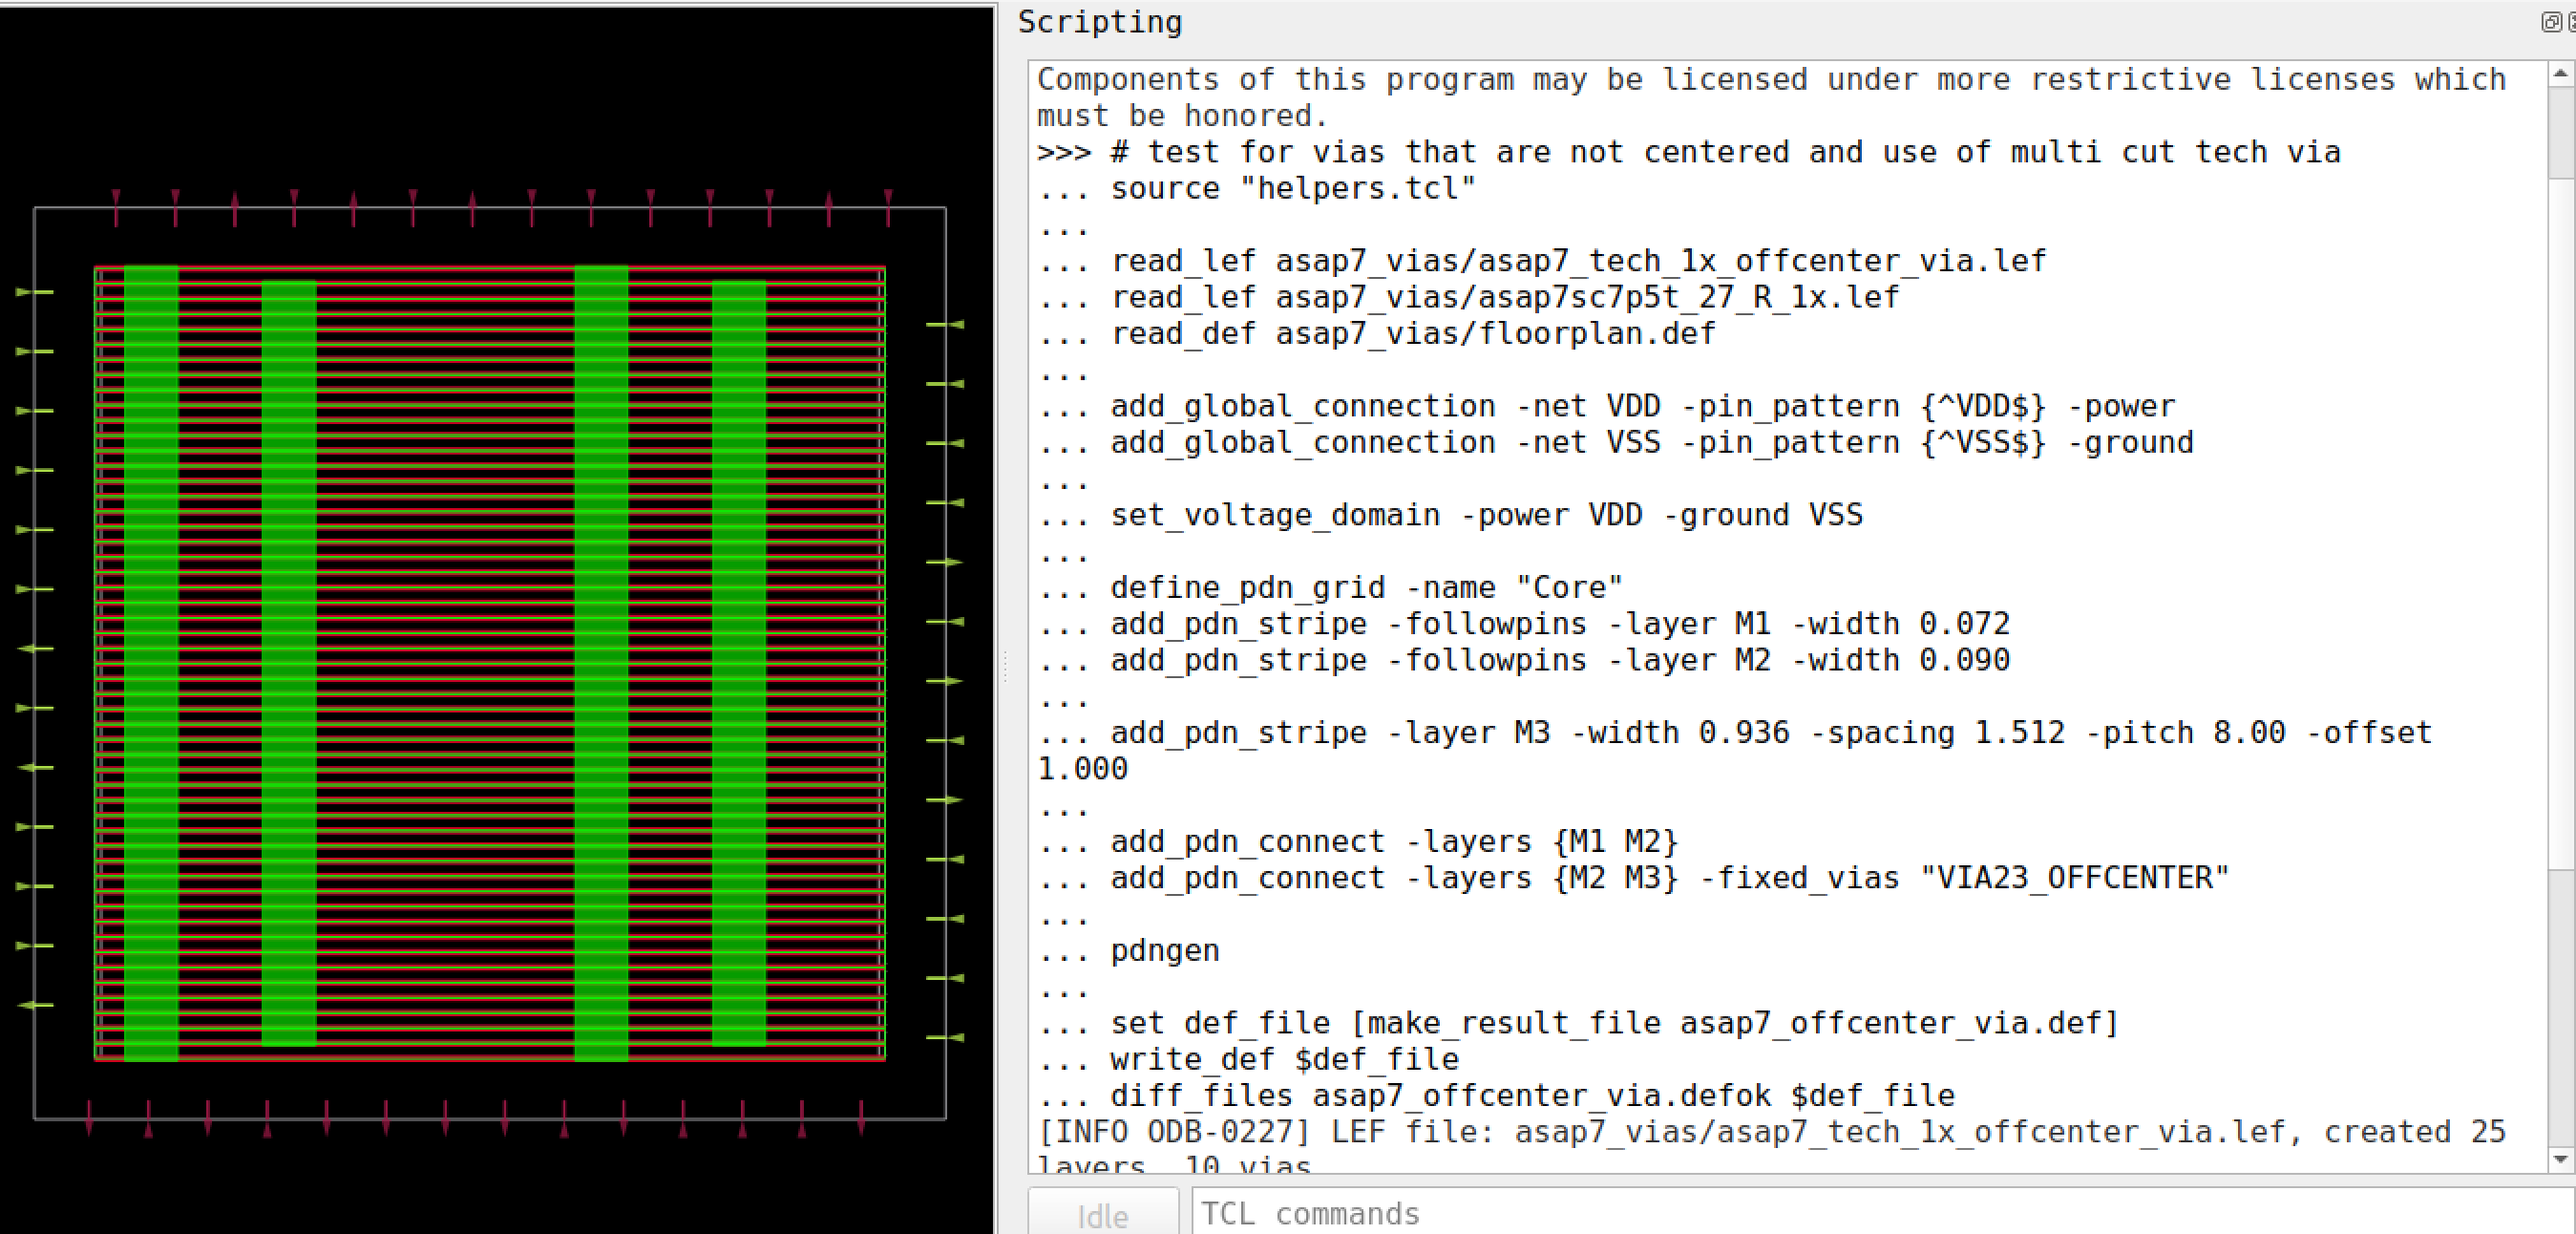 Scripting
Components of this program may be licensed under more restrictive licenses which
must be honored.
>>> # test for vias that are not centered and use of multi cut tech via
... source "helpers.tcl"
...
... read_lef asap7_vias/asap7_tech_1x_offcenter_via.lef
... read_lef asap7_vias/asap7sc7p5t_27_R_1x.lef
... read_def asap7_vias/floorplan.def
...
... add_global_connection -net VDD -pin_pattern {^VDD$} -power
... add_global_connection -net VSS -pin_pattern {^VSS$} -ground
...
... set_voltage_domain -power VDD -ground VSS
...
... define_pdn_grid -name "Core"
... add_pdn_stripe -followpins -layer M1 -width 0.072
... add_pdn_stripe -followpins -layer M2 -width 0.090
...
... add_pdn_stripe -layer M3 -width 0.936 -spacing 1.512 -pitch 8.00 -offset
1.000
...
... add_pdn_connect -layers {M1 M2}
... add_pdn_connect -layers {M2 M3} -fixed_vias "VIA23_OFFCENTER"
...
... pdngen
...
... set def_file [make_result_file asap7_offcenter_via.def]
... write_def $def_file
... diff_files asap7_offcenter_via.defok $def_file
[INFO ODB-0227] LEF file: asap7_vias/asap7_tech_1x_offcenter_via.lef, created 25
layers, 10 vias
Idle
TCL commands